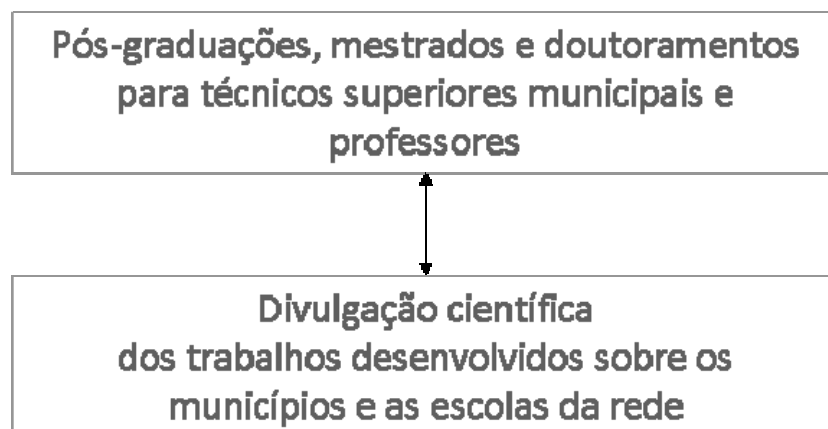 Pós-graduações, mestrados e doutoramentos
para técnicos superiores municipais e
professores
Divulgação científica
dos trabalhos desenvolvidos sobre os
municípios e as escolas da rede